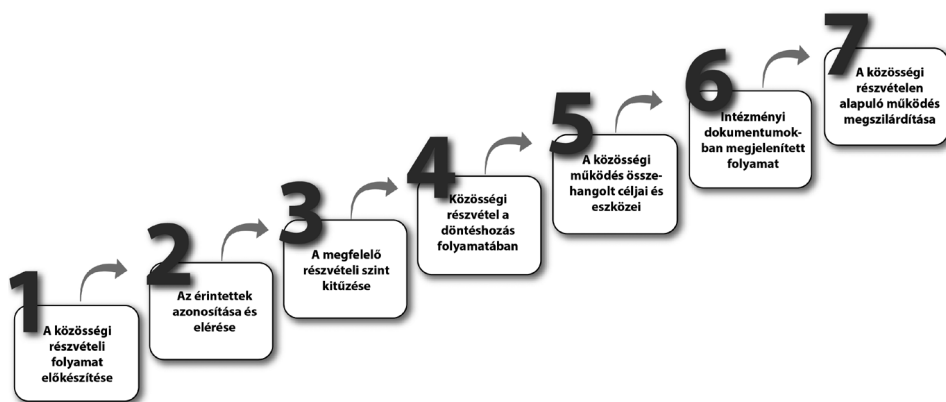 1
A közösségi
részvételi
folyamat
előkészítése
2
Az érintettek
azonosítása és
elérése
3
A megfelelő
részvételi szint
kitűzése
4
Közösségi
részvétel a
döntéshozás
folyamatában
5
A közösségi
működés össze-
hangolt céljai és
eszközei
6
Intézményi
dokumentumok-
ban megjelenített
folyamat
7
A közösségi
részvételen
alapuló működés
megszilárdítása